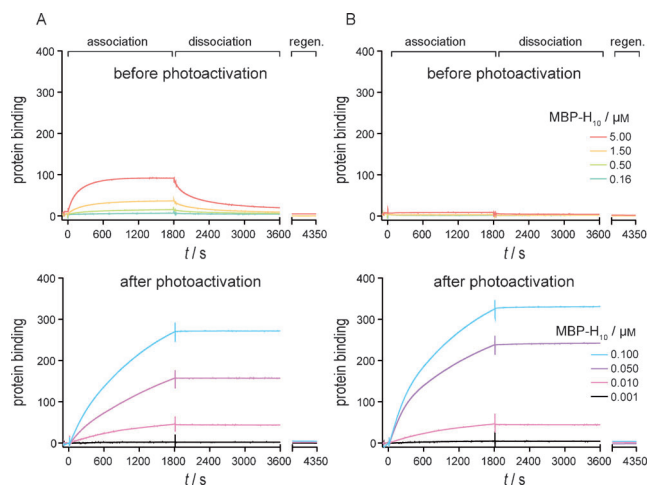 A
B
association dissociation regen.
association dissociation regen.
before photoactivation
before photoactivation
protein binding
400
300
200
100
0
0 600 1200 1800 2400 3000 3600 4350
t / s
protein binding
400
300
200
100
0
MBP-H10 / µM
5.00
1.50
0.50
0.16
0 600 1200 1800 2400 3000 3600 4350
t / s
after photoactivation
after photoactivation
protein binding
400
300
200
100
0
0 600 1200 1800 2400 3000 3600 4350
t / s
protein binding
400
300
200
100
0
MBP-H10 / µM
0.100
0.050
0.010
0.001
0 600 1200 1800 2400 3000 3600 4350
t / s